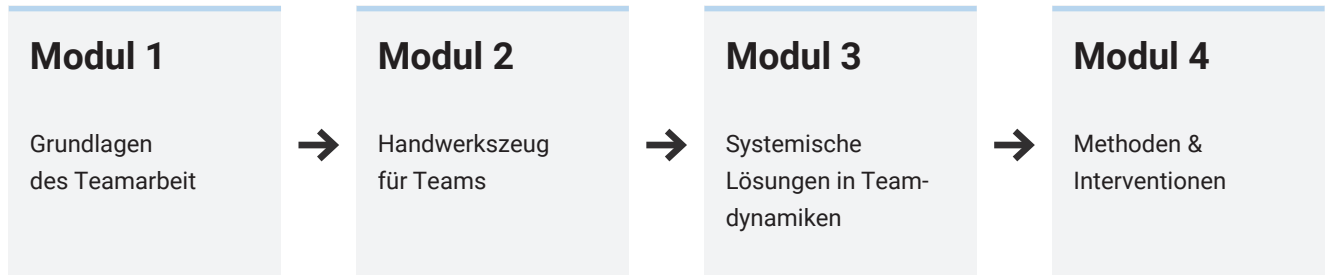 Modul 1
Grundlagen
des Teamarbeit
Modul 2
Handwerkszeug
für Teams
Modul 3
Systemische
Lösungen in Team-
dynamiken
Modul 4
Methoden &
Interventionen